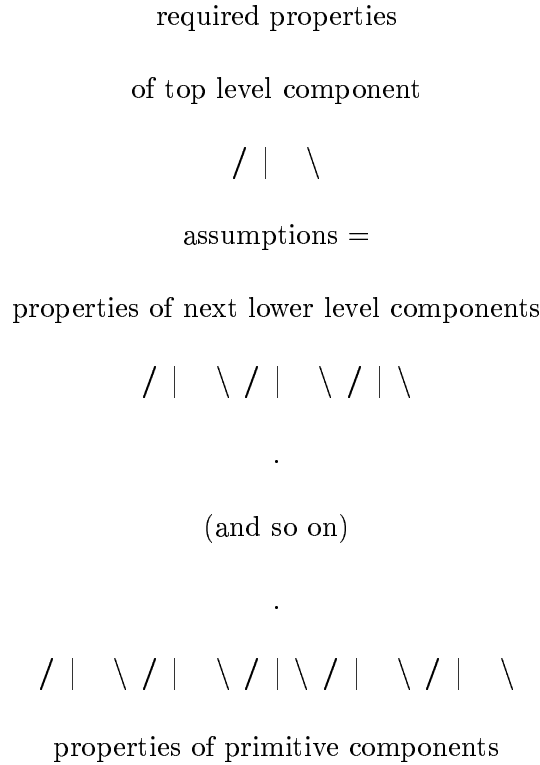 required properties
of top level component
/ | \
assumptions =
properties of next lower level components
/ | \ / | \ / | \
.
(and so on)
.
/ | \ / | \ / | \ / | \ / | \
properties of primitive components